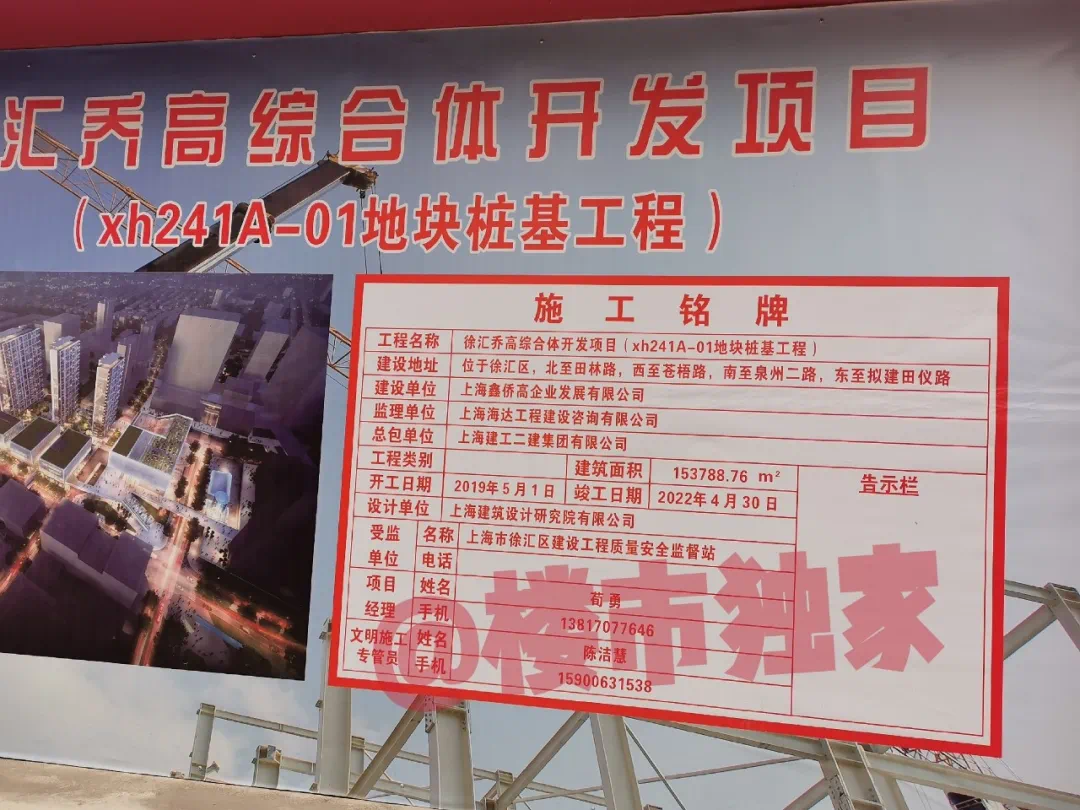 汇乔高综合体开发项目
（xh241A-01地块桩基工程）
施工铭牌
工程名称 徐汇乔高综合体开发项目（xh241A-01地块桩基工程）
建设地址 位于徐汇区，北至田林路，西至苍梧路，南至泉州二路，东至拟建田仪路
建设单位 上海鑫侨高企业发展有限公司
监理单位 上海海达工程建设咨询有限公司
总包单位 上海建工二建集团有限公司
工程类别 建筑面积 153788.76 m²
告示栏
开工日期 2019年5月1日 竣工日期 2022年4月30日
设计单位 上海建筑设计研究院有限公司
受监单位 名称 上海市徐汇区建设工程质量安全监督站
电话
项目经理 姓名 荀勇
手机 13817077646
文明施工专管员 姓名 陈洁慧
手机 15900631538
@楼市独家